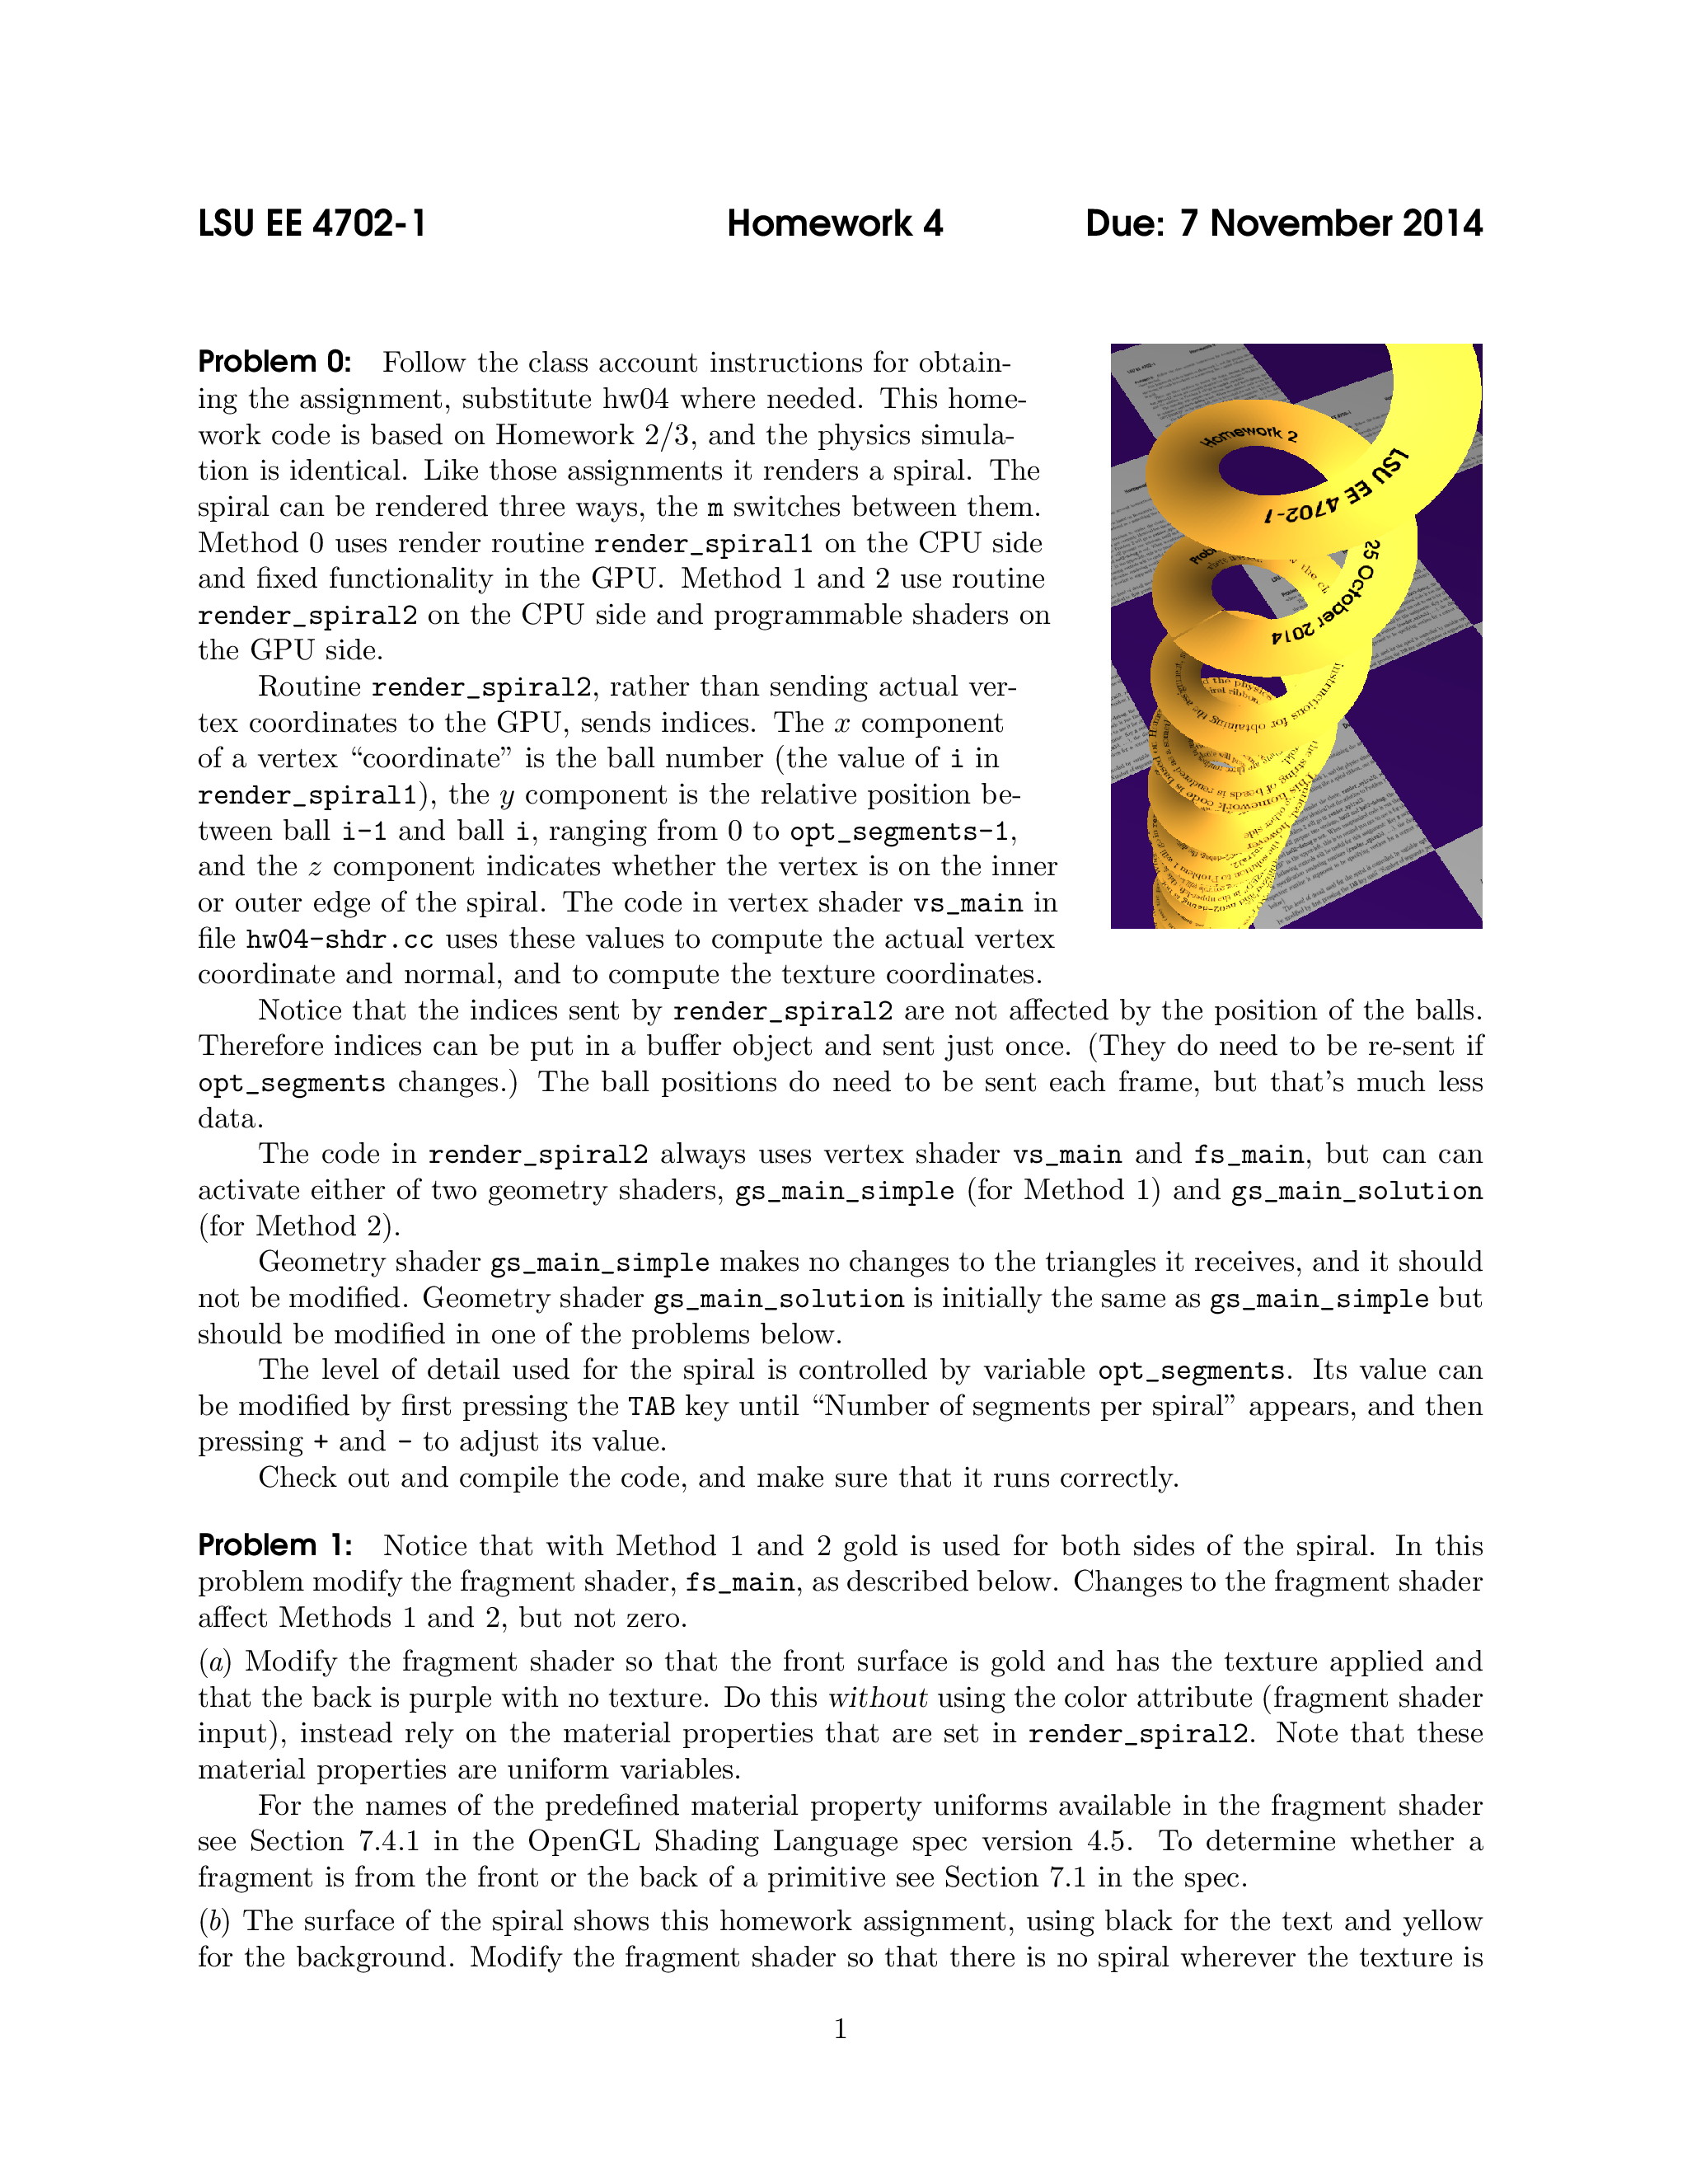 LSU EE 4702-1 Homework 4 Due: 7 November 2014
Problem 0: Follow the class account instructions for obtain-
ing the assignment, substitute hw04 where needed. This home-
work code is based on Homework 2/3, and the physics simula-
tion is identical. Like those assignments it renders a spiral. The
spiral can be rendered three ways, the m switches between them.
Method 0 uses render routine render_spiral1 on the CPU side
and fixed functionality in the GPU. Method 1 and 2 use routine
render_spiral2 on the CPU side and programmable shaders on
the GPU side.
Homework 2
LSU EE 4702-1
25 October 2014
instructions for obtaining
Routine render_spiral2, rather than sending actual ver-
tex coordinates to the GPU, sends indices. The x component
of a vertex “coordinate” is the ball number (the value of i in
render_spiral1), the y component is the relative position be-
tween ball i-1 and ball i, ranging from 0 to opt_segments-1,
and the z component indicates whether the vertex is on the inner
or outer edge of the spiral. The code in vertex shader vs_main in
file hw04-shdr.cc uses these values to compute the actual vertex
coordinate and normal, and to compute the texture coordinates.
Notice that the indices sent by render_spiral2 are not affected by the position of the balls.
Therefore indices can be put in a buffer object and sent just once. (They do need to be re-sent if
opt_segments changes.) The ball positions do need to be sent each frame, but that’s much less
data.
The code in render_spiral2 always uses vertex shader vs_main and fs_main, but can can
activate either of two geometry shaders, gs_main_simple (for Method 1) and gs_main_solution
(for Method 2).
Geometry shader gs_main_simple makes no changes to the triangles it receives, and it should
not be modified. Geometry shader gs_main_solution is initially the same as gs_main_simple but
should be modified in one of the problems below.
The level of detail used for the spiral is controlled by variable opt_segments. Its value can
be modified by first pressing the TAB key until “Number of segments per spiral” appears, and then
pressing + and - to adjust its value.
Check out and compile the code, and make sure that it runs correctly.
Problem 1: Notice that with Method 1 and 2 gold is used for both sides of the spiral. In this
problem modify the fragment shader, fs_main, as described below. Changes to the fragment shader
affect Methods 1 and 2, but not zero.
(a) Modify the fragment shader so that the front surface is gold and has the texture applied and
that the back is purple with no texture. Do this without using the color attribute (fragment shader
input), instead rely on the material properties that are set in render_spiral2. Note that these
material properties are uniform variables.
For the names of the predefined material property uniforms available in the fragment shader
see Section 7.4.1 in the OpenGL Shading Language spec version 4.5. To determine whether a
fragment is from the front or the back of a primitive see Section 7.1 in the spec.
(b) The surface of the spiral shows this homework assignment, using black for the text and yellow
for the background. Modify the fragment shader so that there is no spiral wherever the texture is
1